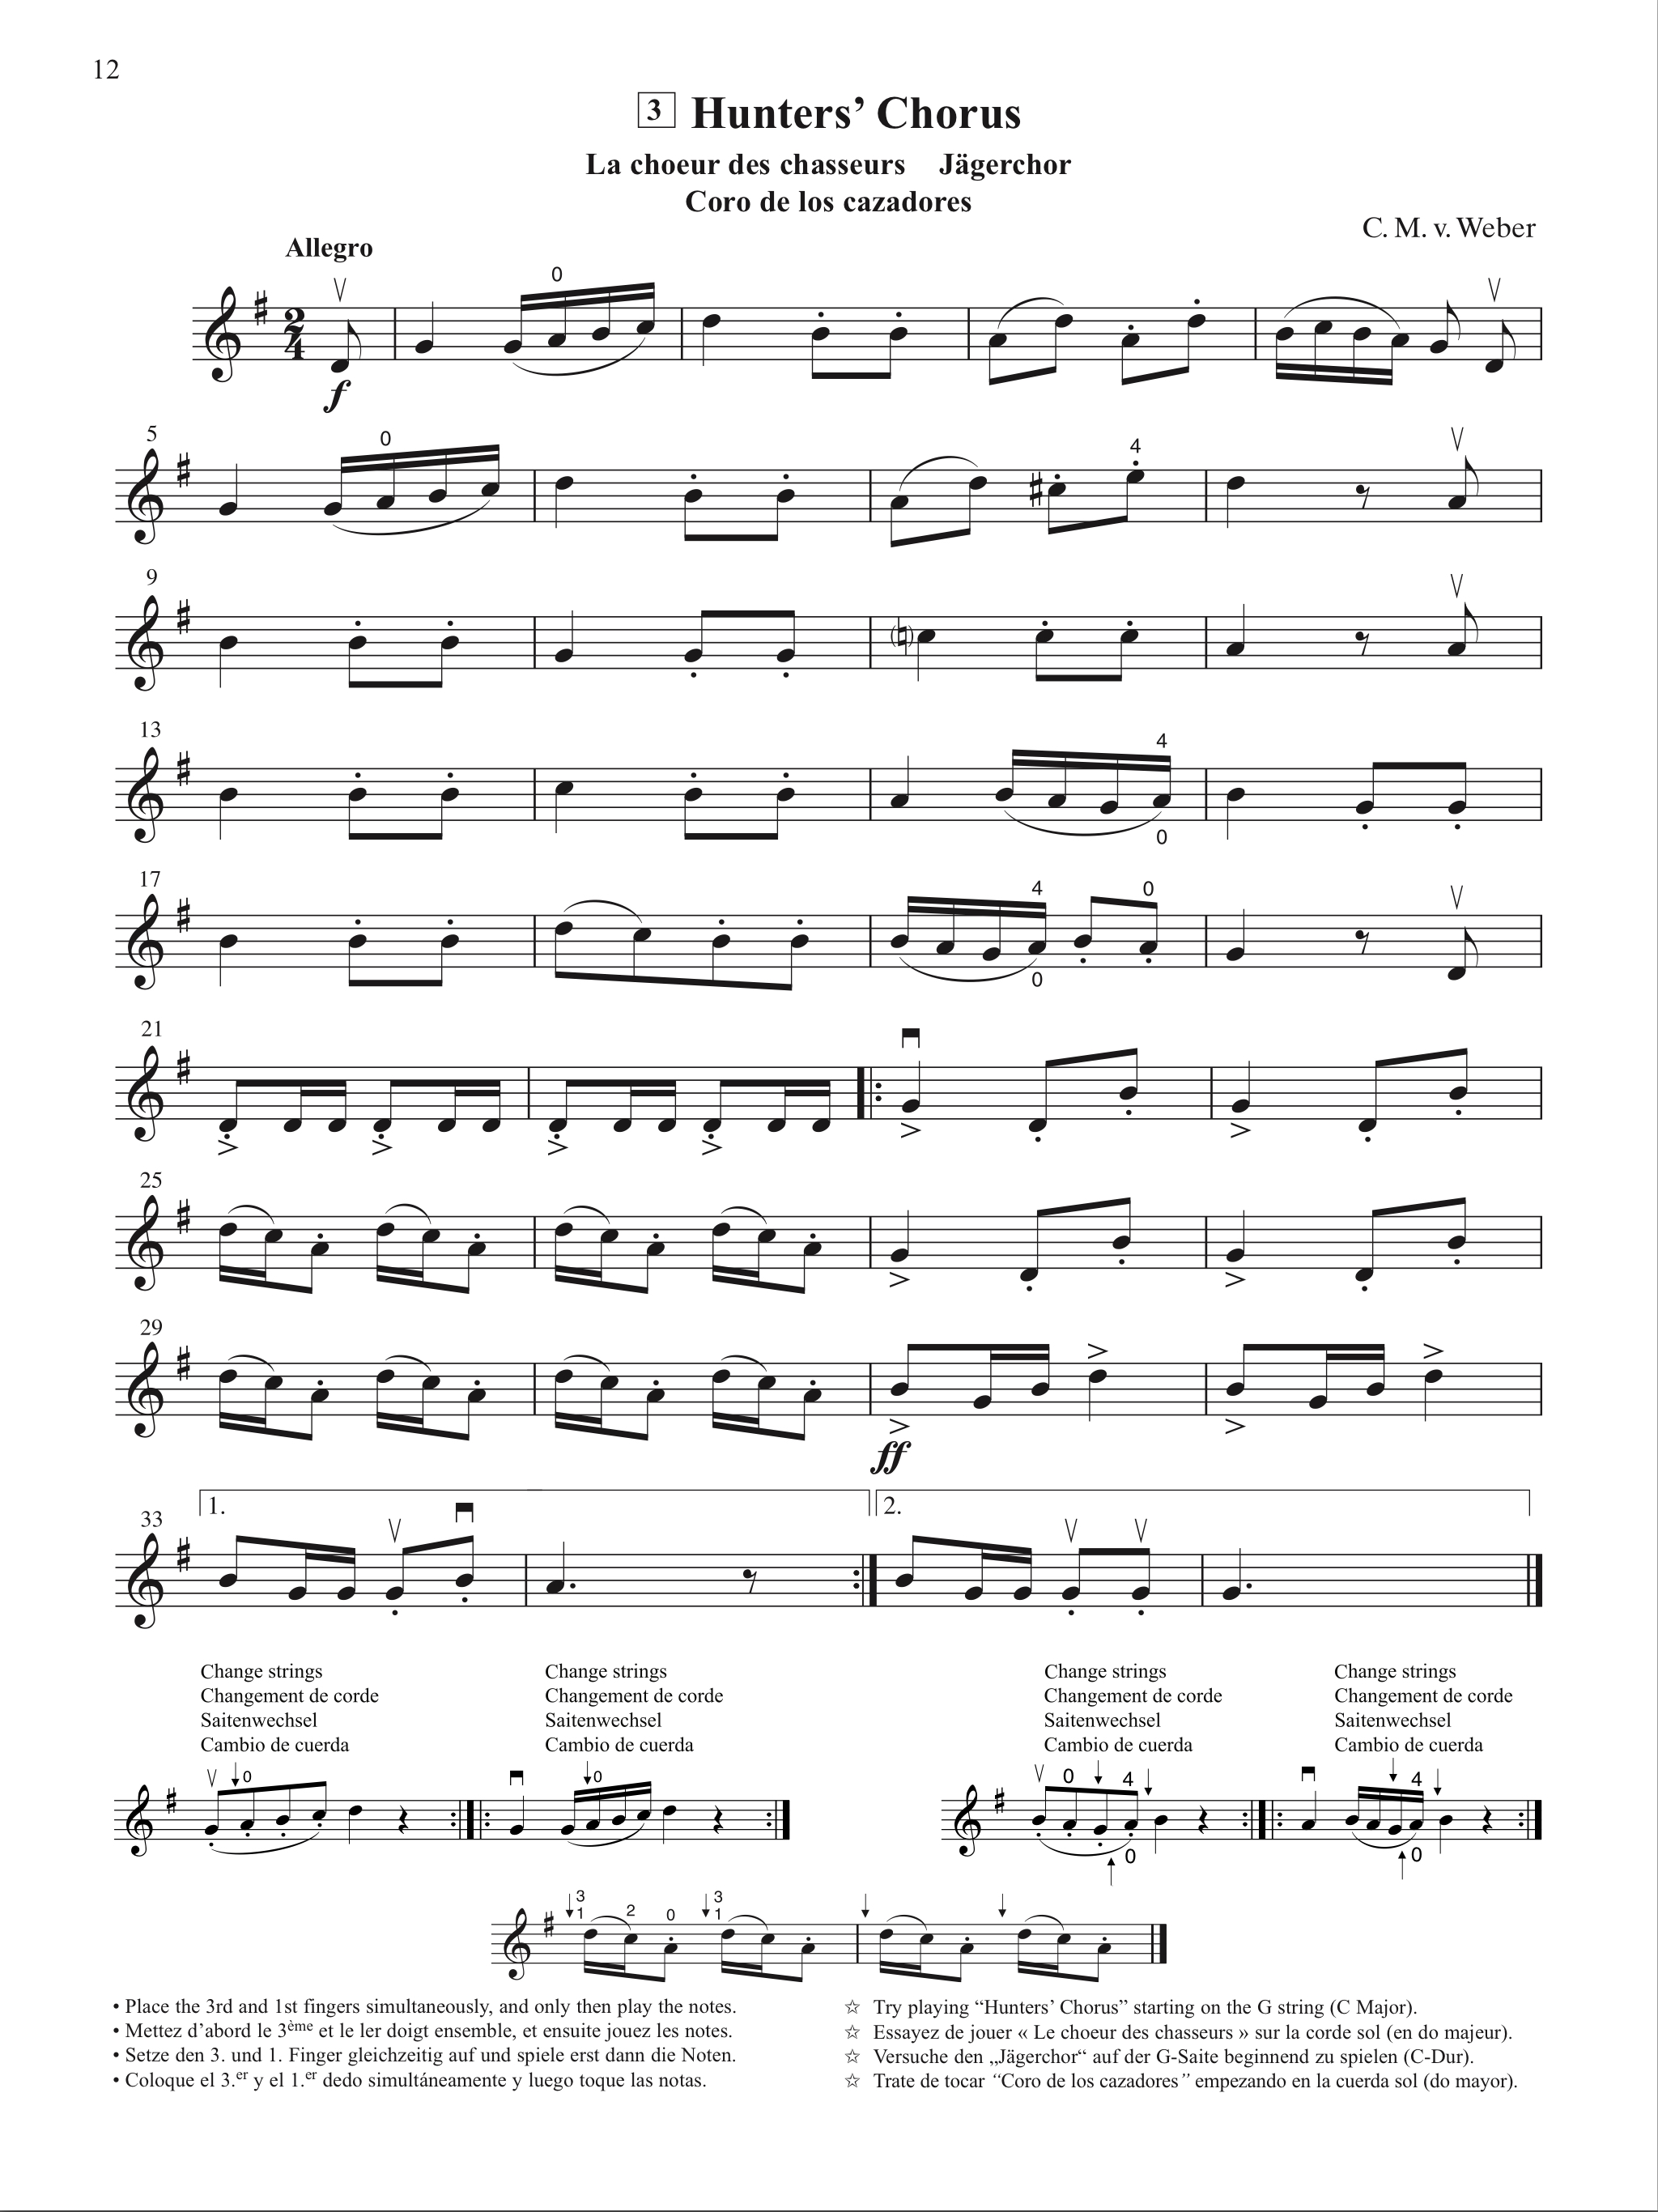 12
3 Hunters’ Chorus
La choeur des chasseurs Jägerchor
Coro de los cazadores
C. M. v. Weber
Allegro
0
f
5
0
4
9
13
4
0
17
4
0
0
21
25
29
ff
33
1.
2.
Change strings
Changement de corde
Saitenwechsel
Cambio de cuerda
Change strings
Changement de corde
Saitenwechsel
Cambio de cuerda
Change strings
Changement de corde
Saitenwechsel
Cambio de cuerda
Change strings
Changement de corde
Saitenwechsel
Cambio de cuerda
0
0
0 4
0
4
0
3
1 2 0 3
1
• Place the 3rd and 1st fingers simultaneously, and only then play the notes.
• Mettez d’abord le 3ème et le ler doigt ensemble, et ensuite jouez les notes.
• Setze den 3. und 1. Finger gleichzeitig auf und spiele erst dann die Noten.
• Coloque el 3.er y el 1.er dedo simultáneamente y luego toque las notas.
☆ Try playing “Hunters’ Chorus” starting on the G string (C Major).
☆ Essayez de jouer « Le choeur des chasseurs » sur la corde sol (en do majeur).
☆ Versuche den „Jägerchor“ auf der G-Saite beginnend zu spielen (C-Dur).
☆ Trate de tocar “Coro de los cazadores” empezando en la cuerda sol (do mayor).